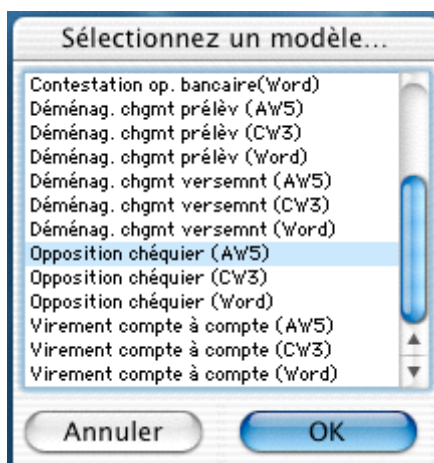 Sélectionnez un modèle...
Contestation op. bancaire(Word)
Déménag. chgmt prélèv (AW5)
Déménag. chgmt prélèv (CW3)
Déménag. chgmt prélèv (Word)
Déménag. chgmt versemnt (AW5)
Déménag. chgmt versemnt (CW3)
Déménag. chgmt versemnt (Word)
Opposition chéquier (AW5)
Opposition chéquier (CW3)
Opposition chéquier (Word)
Virement compte à compte (AW5)
Virement compte à compte (CW3)
Virement compte à compte (Word)
Annuler OK